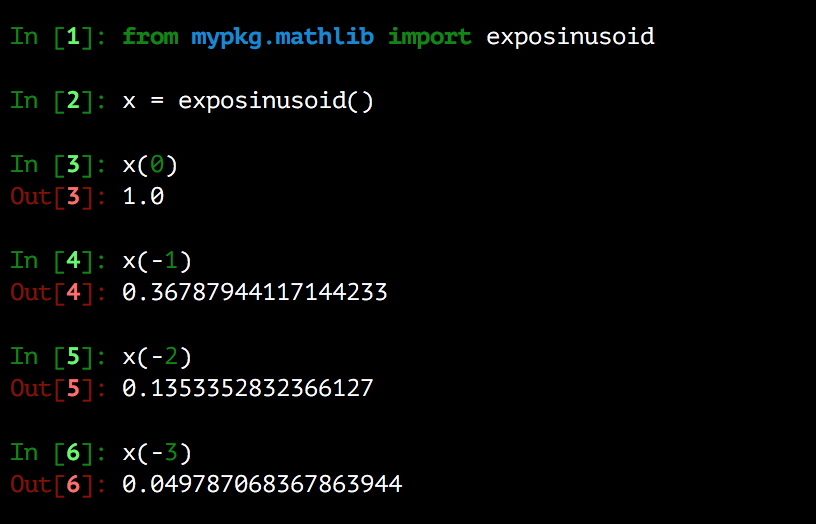 In [1]: from mypkg.mathlib import exposinusoid
In [2]: x = exposinusoid()
In [3]: x(0)
Out[3]: 1.0
In [4]: x(-1)
Out[4]: 0.36787944117144233
In [5]: x(-2)
Out[5]: 0.1353352832366127
In [6]: x(-3)
Out[6]: 0.049787068367863944